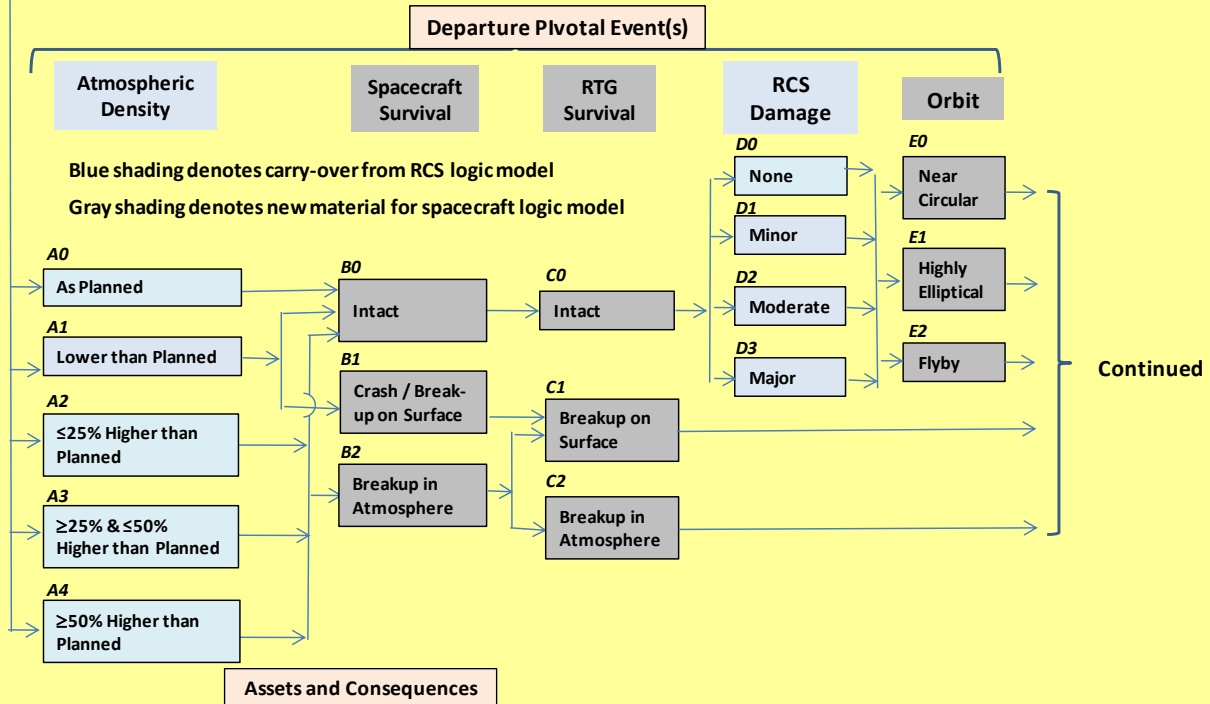 Departure PIvotal Event(s)
Atmospheric
Density
Spacecraft
Survival
RTG
Survival
RCS
Damage
Orbit
Blue shading denotes carry-over from RCS logic model
Gray shading denotes new material for spacecraft logic model
A0
As Planned
A1
Lower than Planned
A2
≤25% Higher than
Planned
A3
≥25% & ≤50%
Higher than Planned
A4
≥50% Higher than
Planned
B0
Intact
B1
Crash / Break-
up on Surface
B2
Breakup in
Atmosphere
C0
Intact
C1
Breakup on
Surface
C2
Breakup in
Atmosphere
D0
None
D1
Minor
D2
Moderate
D3
Major
E0
Near
Circular
E1
Highly
Elliptical
E2
Flyby
Continued
Assets and Consequences